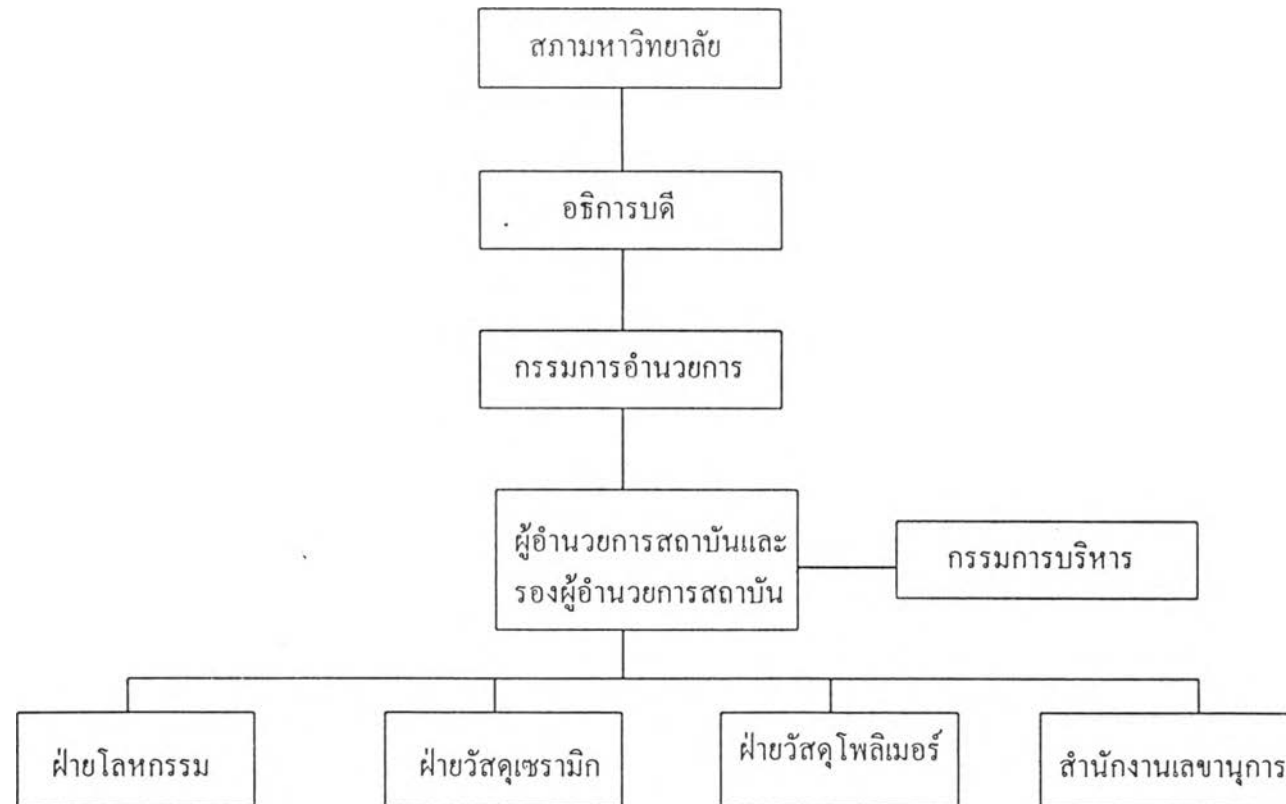 สภามหาวิทยาลัย
อธิการบดี
กรรมการอำนวยการ
ผู้อำนวยการสถาบันและ
รองผู้อำนวยการสถาบัน
กรรมการบริหาร
ฝ่ายโลหกรรม
ฝ่ายวัสดุเซรามิก
ฝ่ายวัสดุโพลิเมอร์
สำนักงานเลขานุการ